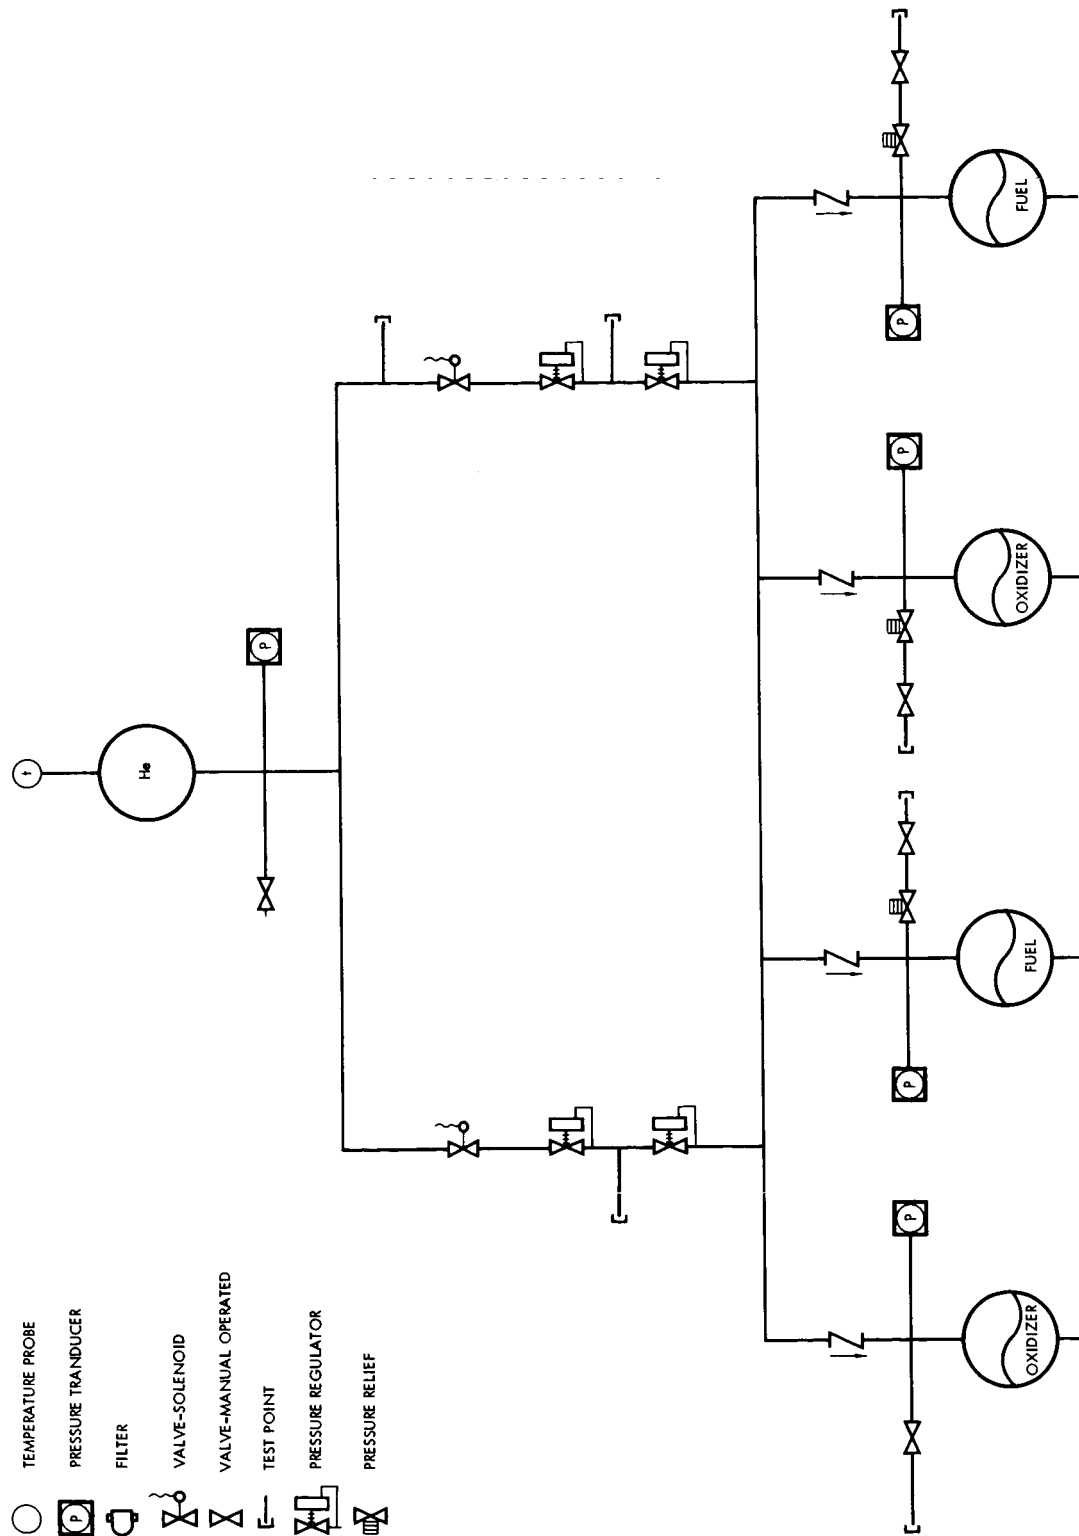 t
He
P
P
P
P
P
FUEL
OXIDIZER
FUEL
OXIDIZER
TEMPERATURE PROBE
P PRESSURE TRANDUCER
FILTER
VALVE-SOLENOID
VALVE-MANUAL OPERATED
TEST POINT
PRESSURE REGULATOR
PRESSURE RELIEF